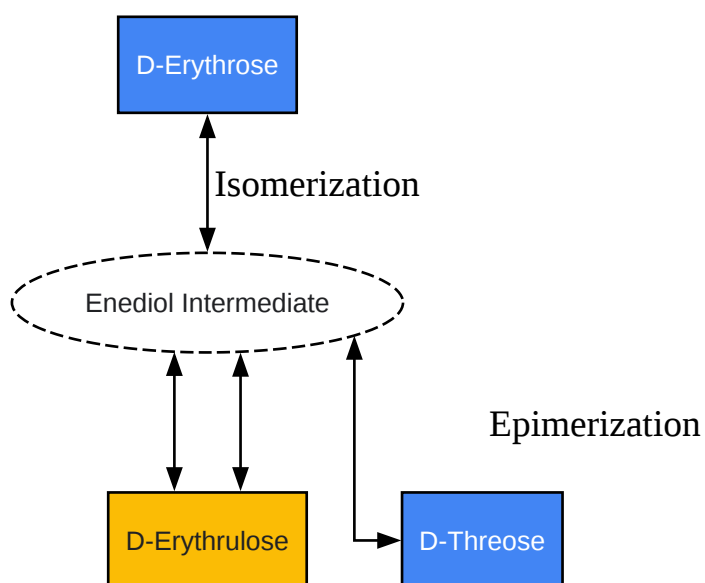 D-Erythrose
Isomerization
Enediol Intermediate
Epimerization
D-Erythrulose
D-Threose